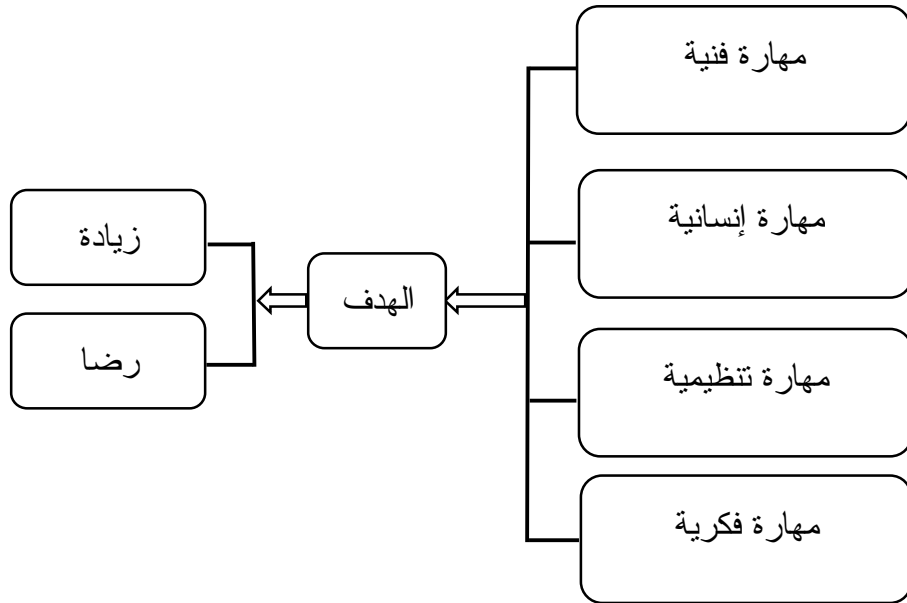 مهارة فنية
مهارة إنسانية
مهارة تنظيمية
مهارة فكرية
الهدف
زيادة
رضا